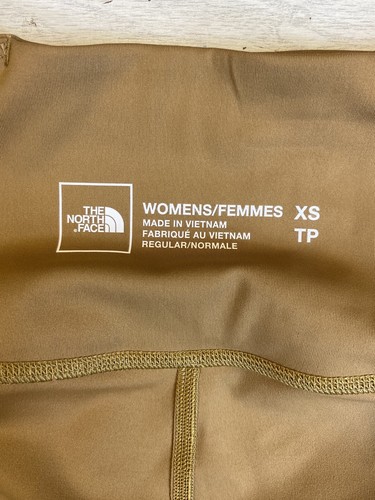 THE
NORTH
FACE
WOMENS/FEMMES XS
MADE IN VIETNAM TP
FABRIQUÉ AU VIETNAM
REGULAR/NORMALE